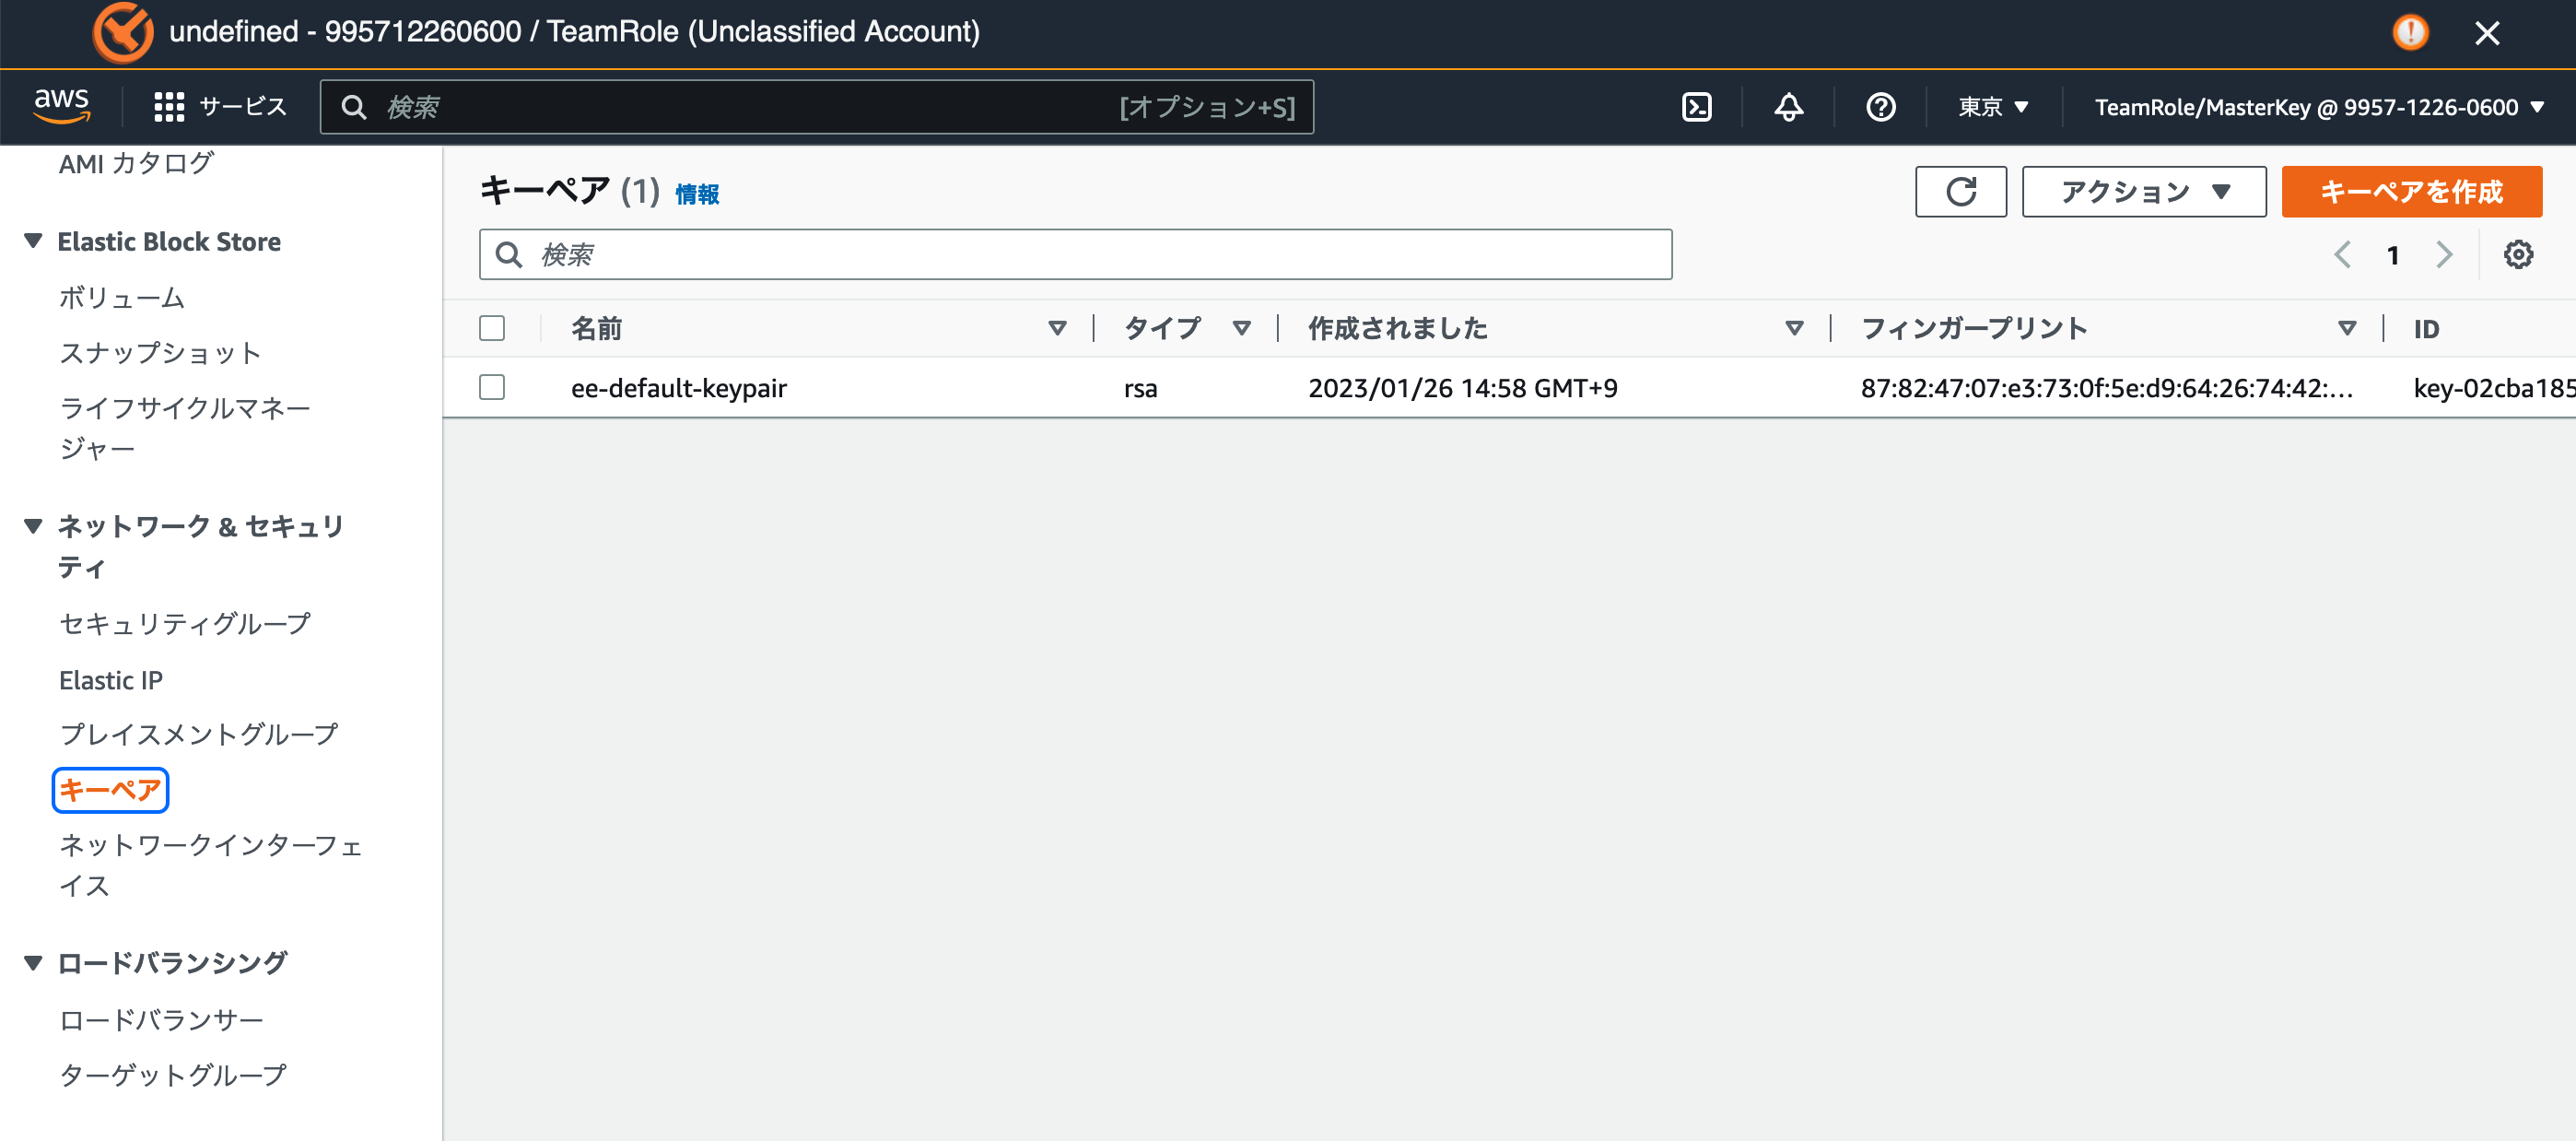 undefined - 995712260600 / TeamRole (Unclassified Account)
aws
サービス
検索
[オプション+S]
東京
TeamRole/MasterKey @ 9957-1226-0600
AMI カタログ
Elastic Block Store
ボリューム
スナップショット
ライフサイクルマネー
ジャー
ネットワーク & セキュリ
ティ
セキュリティグループ
Elastic IP
プレイスメントグループ
キーペア
ネットワークインターフェ
イス
ロードバランシング
ロードバランサー
ターゲットグループ
キーペア (1) 情報
アクション
キーペアを作成
検索
1
名前 タイプ 作成されました フィンガープリント ID
ee-default-keypair rsa 2023/01/26 14:58 GMT+9 87:82:47:07:e3:73:0f:5e:d9:64:26:74:42:... key-02cba185